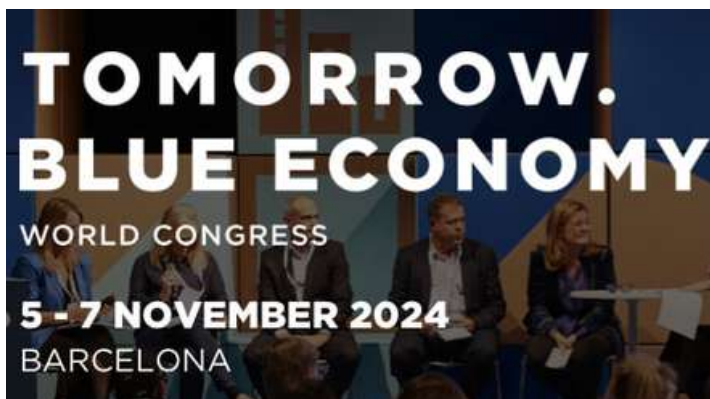 TOMORROW.
BLUE ECONOMY
WORLD CONGRESS
5 - 7 NOVEMBER 2024
BARCELONA